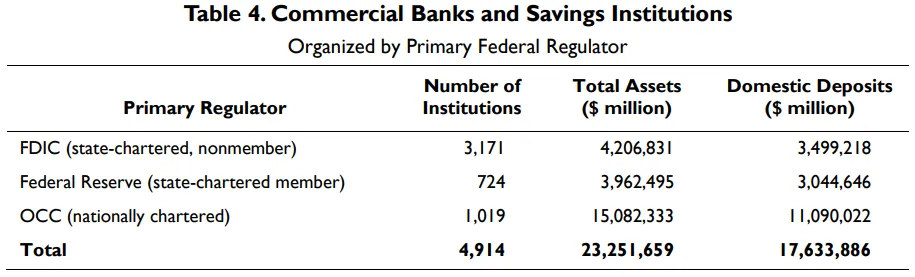 Table 4. Commercial Banks and Savings Institutions
Organized by Primary Federal Regulator
Primary Regulator Number of Institutions Total Assets ($ million) Domestic Deposits ($ million)
FDIC (state-chartered, nonmember) 3,171 4,206,831 3,499,218
Federal Reserve (state-chartered member) 724 3,962,495 3,044,646
OCC (nationally chartered) 1,019 15,082,333 11,090,022
Total 4,914 23,251,659 17,633,886